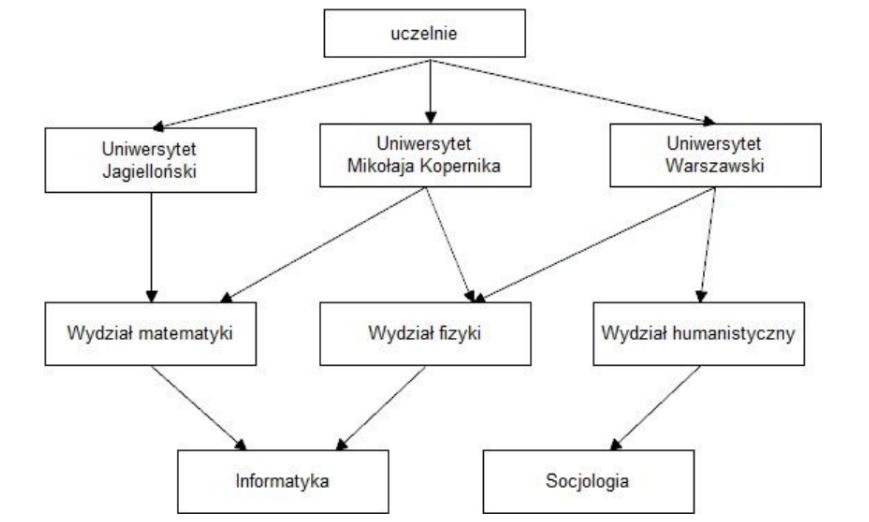 uczelnie
Uniwersytet
Jagielloński
Uniwersytet
Mikołaja Kopernika
Uniwersytet
Warszawski
Wydział matematyki
Wydział fizyki
Wydział humanistyczny
Informatyka
Socjologia